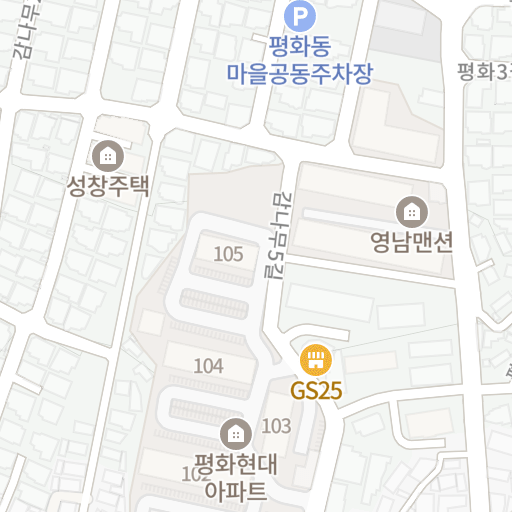 P
평화동
마을공동주차장
감나무
평화3
성창주택
감나무5길
영남맨션
105
104
GS25
103
평화현대
아파트
102